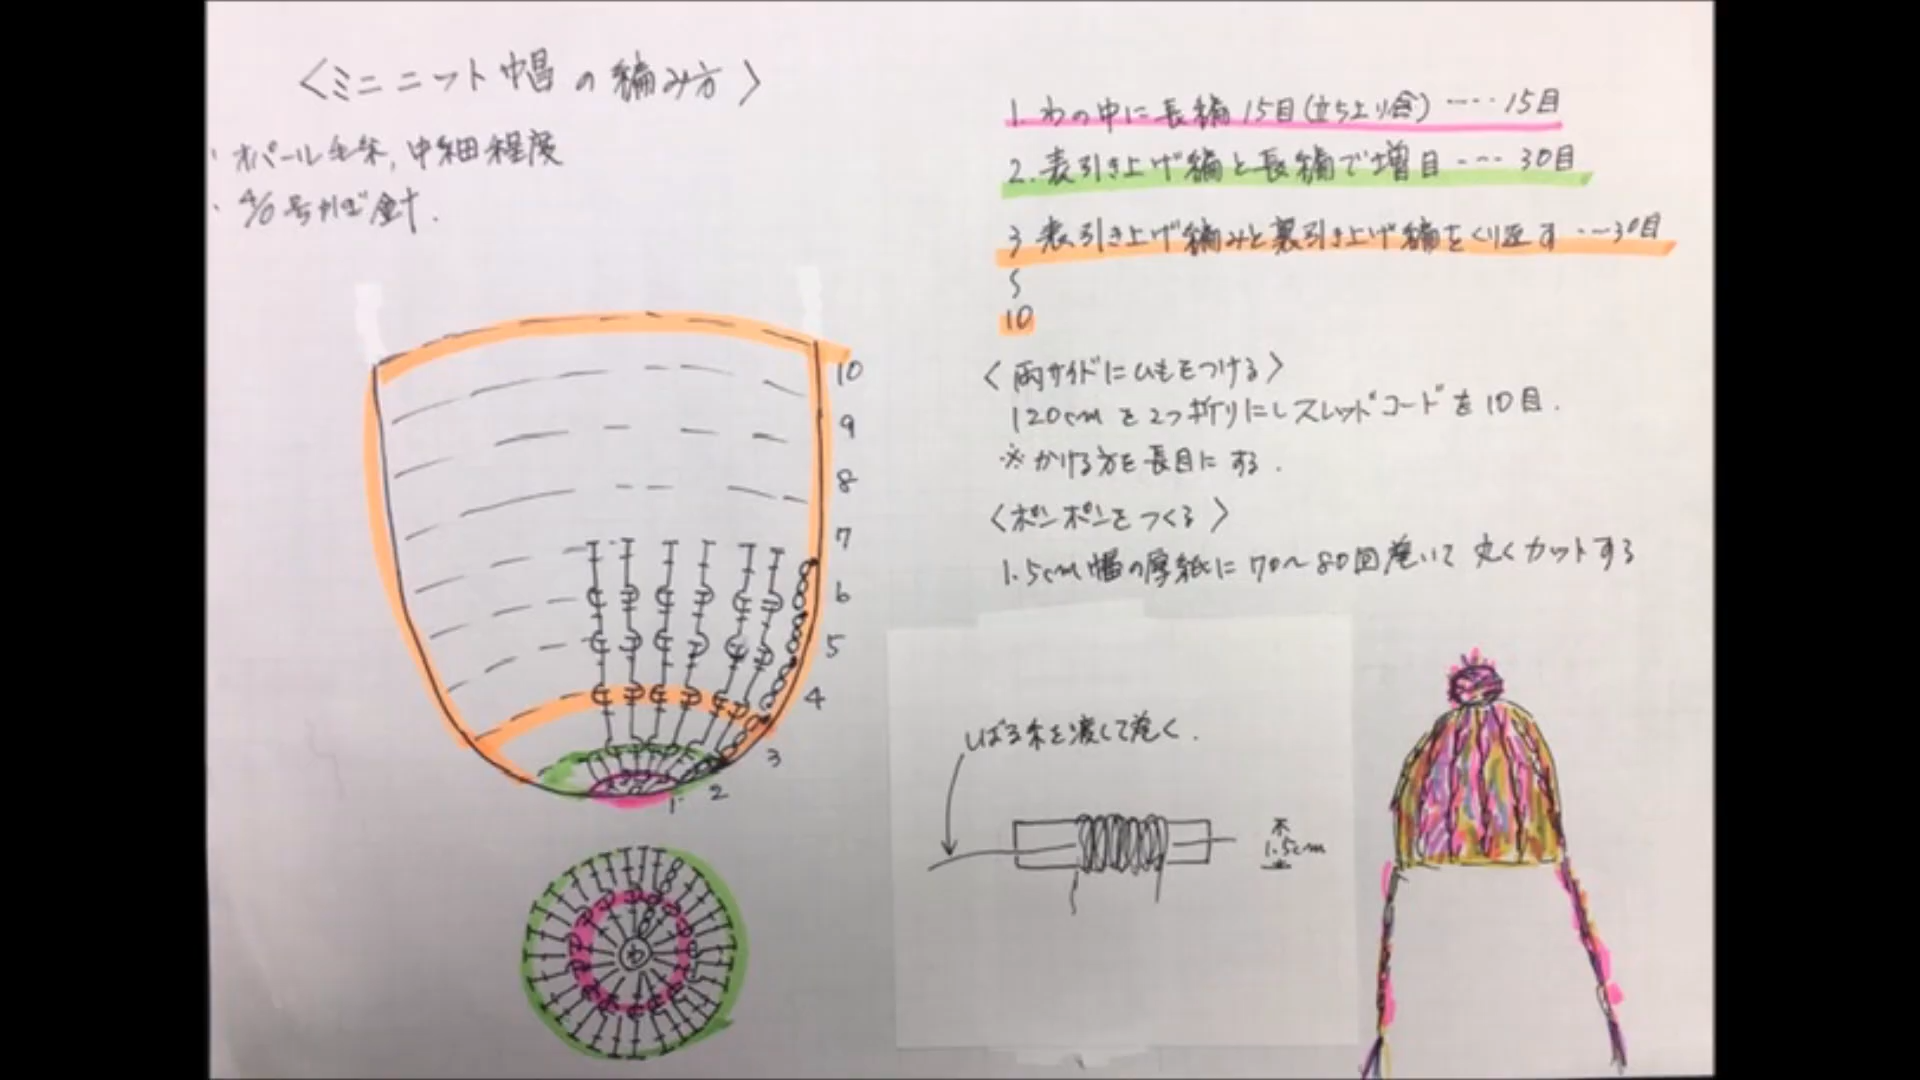 〈ミニニット帽の編み方〉
・オパール毛糸,中細程度
・4/0号かぎ針.
1.わの中に長編15目(立ち上り含)‥‥15目
2.表引き上げ編と長編で増目‥‥30目
3 表引き上げ編みと裏引き上げ編をくり返す‥‥30目
〜
10
〈両サイドにひもをつける〉
120cmを2つ折りにしスレッドコードを10目.
※かける方を長目にする.
〈ポンポンをつくる〉
1.5cm幅の厚紙に70〜80回巻いて丸くカットする
10
9
8
7
6
5
4
3
2
1
わ
しばる糸を渡して巻く.
1.5cm